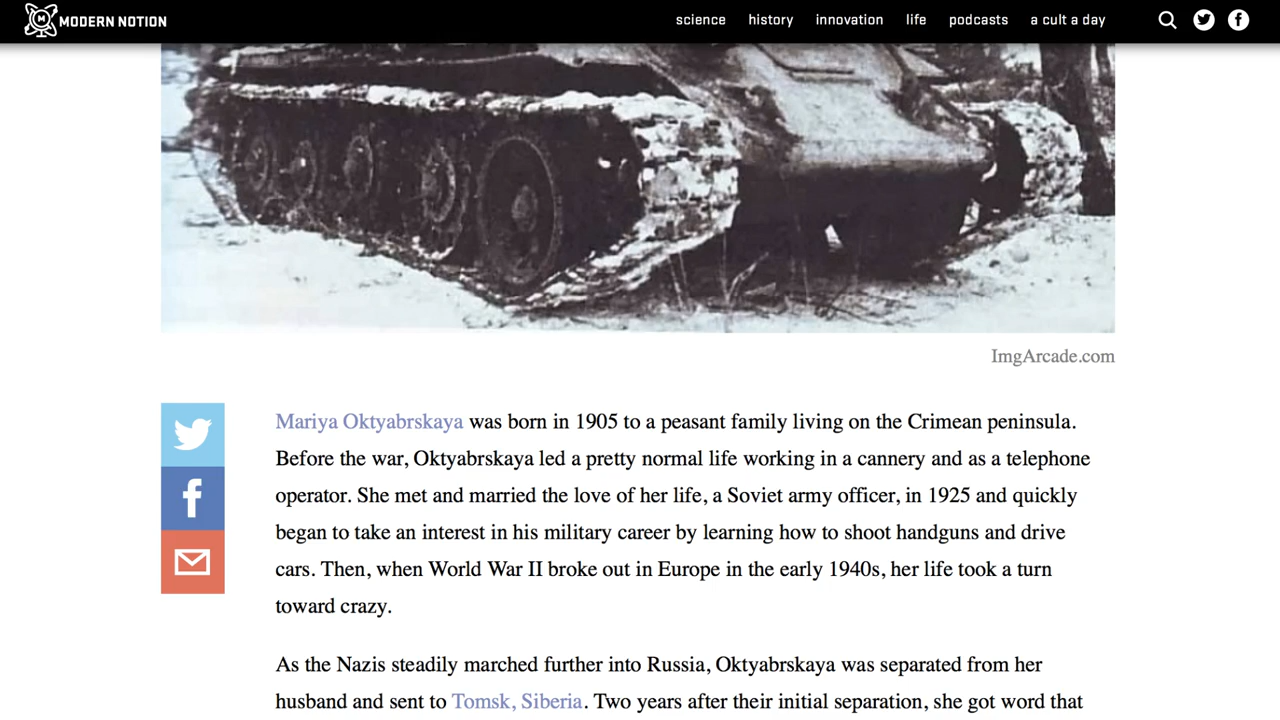 M MODERN NOTION
science history innovation life podcasts a cult a day
ImgArcade.com
Mariya Oktyabrskaya was born in 1905 to a peasant family living on the Crimean peninsula.
Before the war, Oktyabrskaya led a pretty normal life working in a cannery and as a telephone
operator. She met and married the love of her life, a Soviet army officer, in 1925 and quickly
began to take an interest in his military career by learning how to shoot handguns and drive
cars. Then, when World War II broke out in Europe in the early 1940s, her life took a turn
toward crazy.
As the Nazis steadily marched further into Russia, Oktyabrskaya was separated from her
husband and sent to Tomsk, Siberia. Two years after their initial separation, she got word that